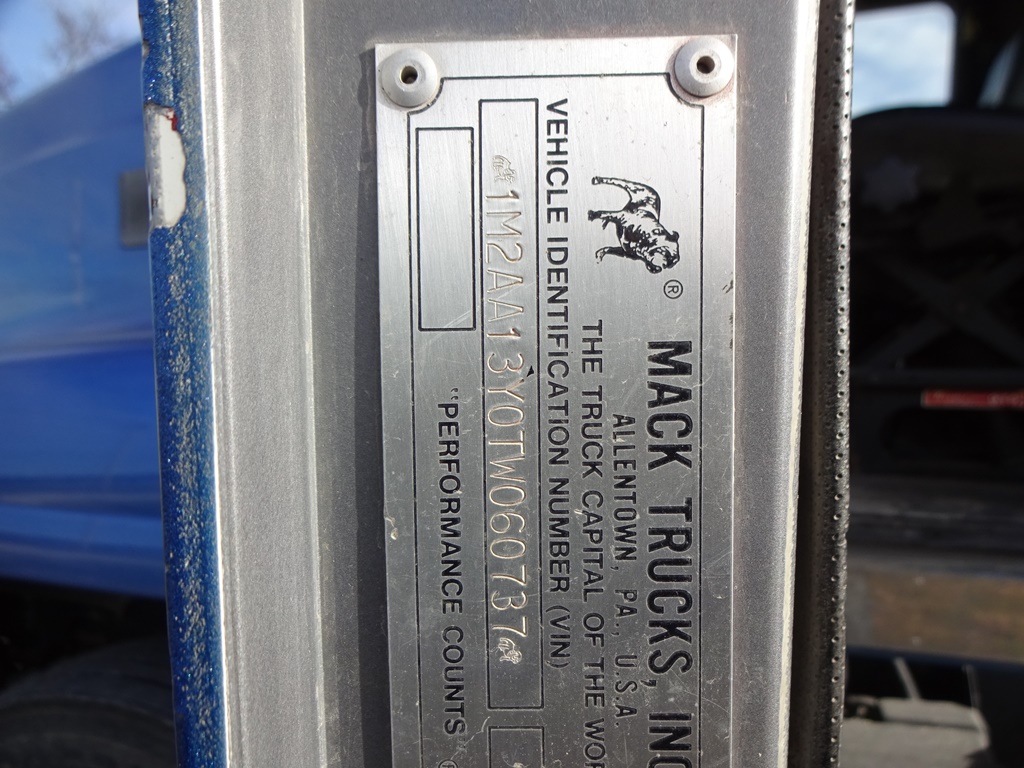 ®
MACK TRUCKS, INC
ALLENTOWN, PA., U.S.A.
THE TRUCK CAPITAL OF THE WOR
VEHICLE IDENTIFICATION NUMBER (VIN)
1M2AA13Y0TW060737
"PERFORMANCE COUNTS"